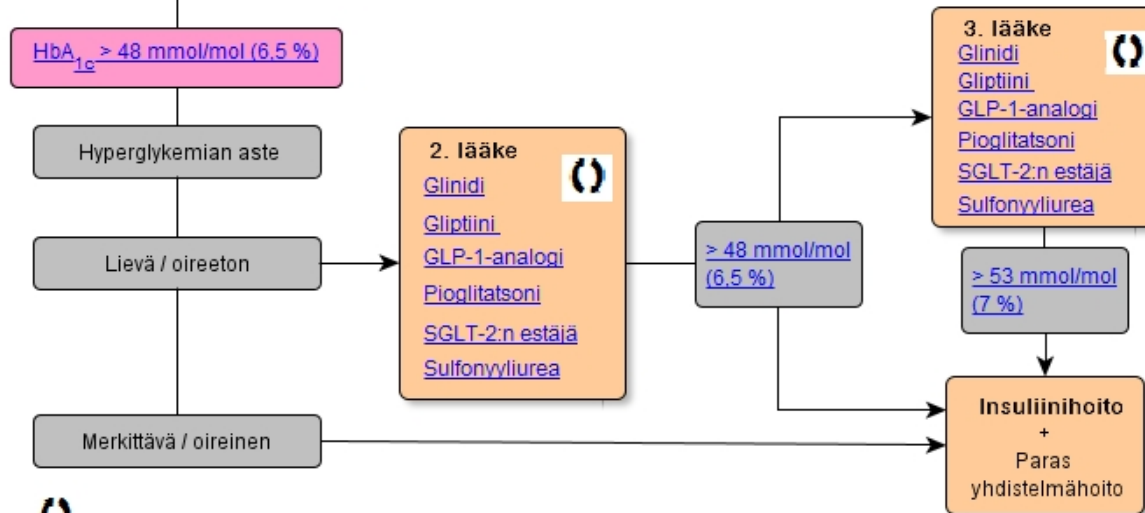 HbA1c > 48 mmol/mol (6,5 %)
Hyperglykemian aste
Lievä / oireeton
Merkittävä / oireinen
2. lääke
Glinidi
Gliptiini
GLP-1-analogi
Pioglitatsoni
SGLT-2:n estäjä
Sulfonyyliurea
> 48 mmol/mol
(6,5 %)
3. lääke
Glinidi
Gliptiini
GLP-1-analogi
Pioglitatsoni
SGLT-2:n estäjä
Sulfonyyliurea
> 53 mmol/mol
(7 %)
Insuliinihoito
+
Paras
yhdistelmähoito